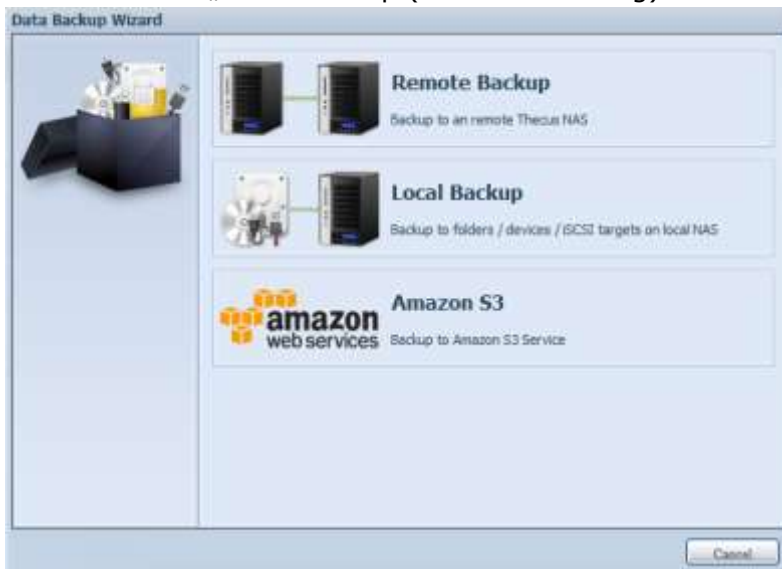 Data Backup Wizard
Remote Backup
Backup to an remote Thecus NAS
Local Backup
Backup to folders / devices / iSCSI targets on local NAS
amazon
web services
Amazon S3
Backup to Amazon S3 Service
Cancel